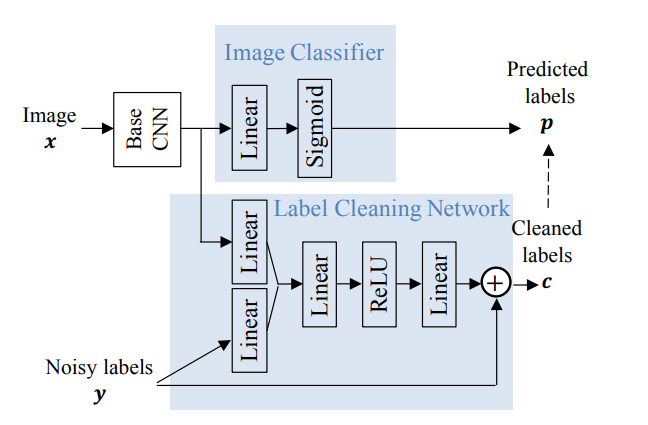 Image Classifier
Predicted
labels
p
Image
x
Base
CNN
Linear
Sigmoid
Label Cleaning Network
Cleaned
labels
c
Linear
Linear
Linear
ReLU
Linear
+
Noisy labels
y